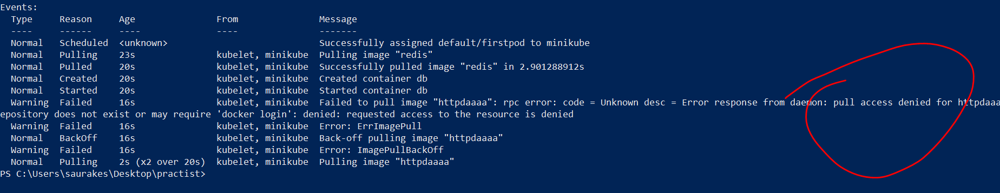 Events:
Type Reason Age From Message
---- ------ ---- ---- -------
Normal Scheduled <unknown> Successfully assigned default/firstpod to minikube
Normal Pulling 23s kubelet, minikube Pulling image "redis"
Normal Pulled 20s kubelet, minikube Successfully pulled image "redis" in 2.901288912s
Normal Created 20s kubelet, minikube Created container db
Normal Started 20s kubelet, minikube Started container db
Warning Failed 16s kubelet, minikube Failed to pull image "httpdaaaa": rpc error: code = Unknown desc = Error response from daemon: pull access denied for httpdaaa
epository does not exist or may require 'docker login': denied: requested access to the resource is denied
Warning Failed 16s kubelet, minikube Error: ErrImagePull
Normal BackOff 16s kubelet, minikube Back-off pulling image "httpdaaaa"
Warning Failed 16s kubelet, minikube Error: ImagePullBackOff
Normal Pulling 2s (x2 over 20s) kubelet, minikube Pulling image "httpdaaaa"
PS C:\Users\saurakes\Desktop\practist>